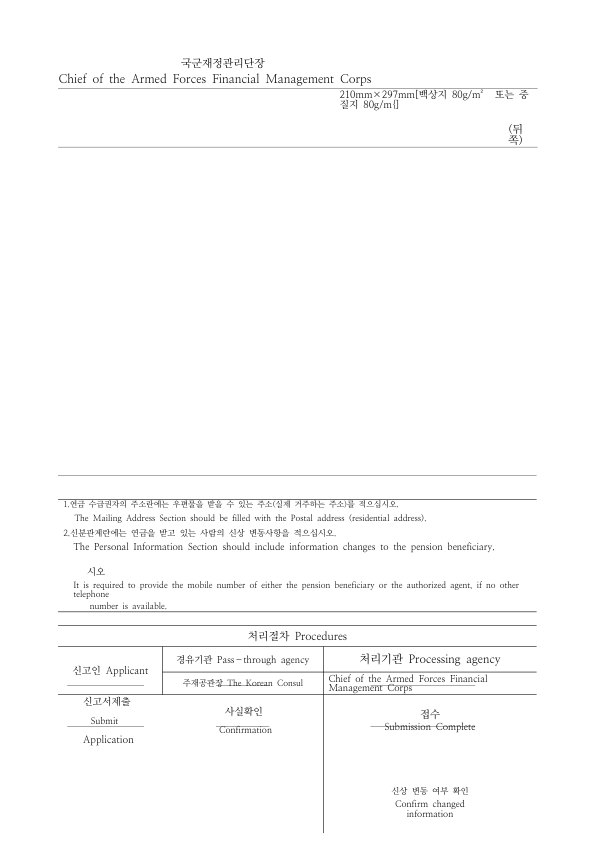 국군재정관리단장
Chief of the Armed Forces Financial Management Corps
210mm×297mm[백상지 80g/m² 또는 중
질지 80g/m²]
(뒤
쪽)
1.연금 수급권자의 주소란에는 우편물을 받을 수 있는 주소(실제 거주하는 주소)를 적으십시오.
The Mailing Address Section should be filled with the Postal address (residential address).
2.신분관계란에는 연금을 받고 있는 사람의 신상 변동사항을 적으십시오.
The Personal Information Section should include information changes to the pension beneficiary.
시오
It is required to provide the mobile number of either the pension beneficiary or the authorized agent, if no other
telephone
number is available.
처리절차 Procedures
신고인 Applicant
경유기관 Pass-through agency
처리기관 Processing agency
주재공관장 The Korean Consul
Chief of the Armed Forces Financial
Management Corps
신고서제출
Submit
Application
사실확인
Confirmation
접수
Submission Complete
신상 변동 여부 확인
Confirm changed
information